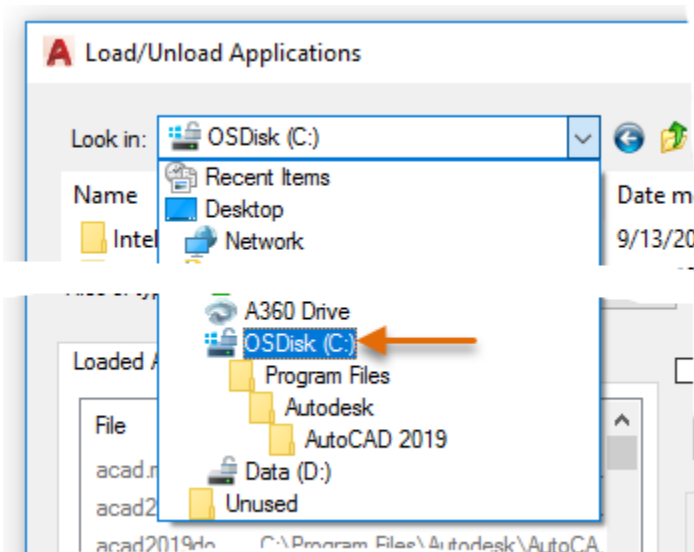 Load/Unload Applications
Look in: OSDisk (C:)
Recent Items
Name Desktop Date m
Intel Network 9/13/20
A360 Drive
OSDisk (C:)
Loaded A Program Files
Autodesk
File AutoCAD 2019
acad.r Data (D:)
acad2 Unused
acad2019do C:\Program Files\Autodesk\AutoCA